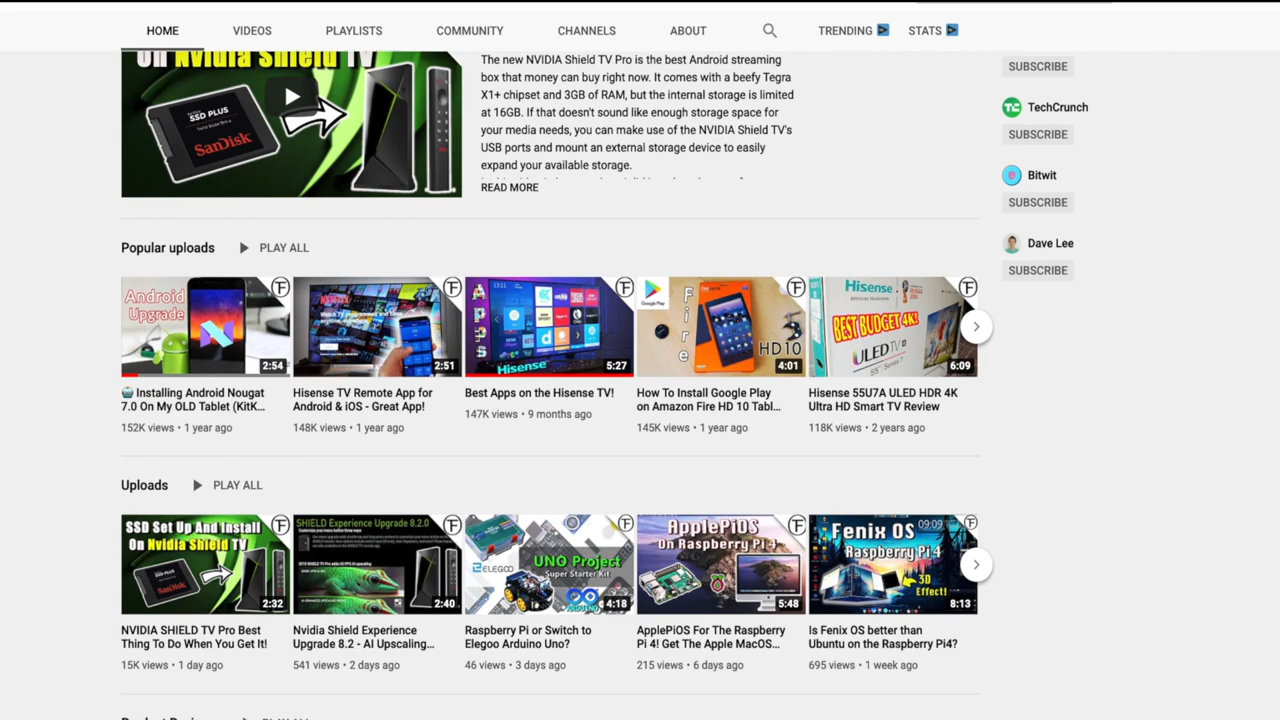 HOME VIDEOS PLAYLISTS COMMUNITY CHANNELS ABOUT TRENDING STATS
On Nvidia Shield TV
SSD PLUS
SanDisk
The new NVIDIA Shield TV Pro is the best Android streaming
box that money can buy right now. It comes with a beefy Tegra
X1+ chipset and 3GB of RAM, but the internal storage is limited
at 16GB. If that doesn't sound like enough storage space for
your media needs, you can make use of the NVIDIA Shield TV's
USB ports and mount an external storage device to easily
expand your available storage.
READ MORE
SUBSCRIBE
TechCrunch
SUBSCRIBE
Bitwit
SUBSCRIBE
Dave Lee
SUBSCRIBE
Popular uploads PLAY ALL
Android
Upgrade
2:54
Installing Android Nougat
7.0 On My OLD Tablet (KitK...
152K views • 1 year ago
2:51
Hisense TV Remote App for
Android & iOS - Great App!
148K views • 1 year ago
Apps
13:11
Hisense
5:27
Best Apps on the Hisense TV!
147K views • 9 months ago
Google Play
Fire
HD 10
4:01
How To Install Google Play
on Amazon Fire HD 10 Tabl...
145K views • 1 year ago
Hisense
BEST BUDGET 4K!
ULED TV
55" Series 7
6:09
Hisense 55U7A ULED HDR 4K
Ultra HD Smart TV Review
118K views • 2 years ago
Uploads PLAY ALL
SSD Set Up And Install
On Nvidia Shield TV
SSD PLUS
SanDisk
2:32
NVIDIA SHIELD TV Pro Best
Thing To Do When You Get It!
15K views • 1 day ago
SHIELD Experience Upgrade 8.2.0
2:40
Nvidia Shield Experience
Upgrade 8.2 - AI Upscaling...
541 views • 2 days ago
ELEGOO
UNO Project
Super Starter Kit
ARDUINO
4:18
Raspberry Pi or Switch to
Elegoo Arduino Uno?
46 views • 3 days ago
ApplePiOS
On Raspberry Pi 4
5:48
ApplePiOS For The Raspberry
Pi 4! Get The Apple MacOS...
215 views • 6 days ago
Fenix OS
09:09
Raspberry Pi 4
3D
Effect!
8:13
Is Fenix OS better than
Ubuntu on the Raspberry Pi4?
695 views • 1 week ago